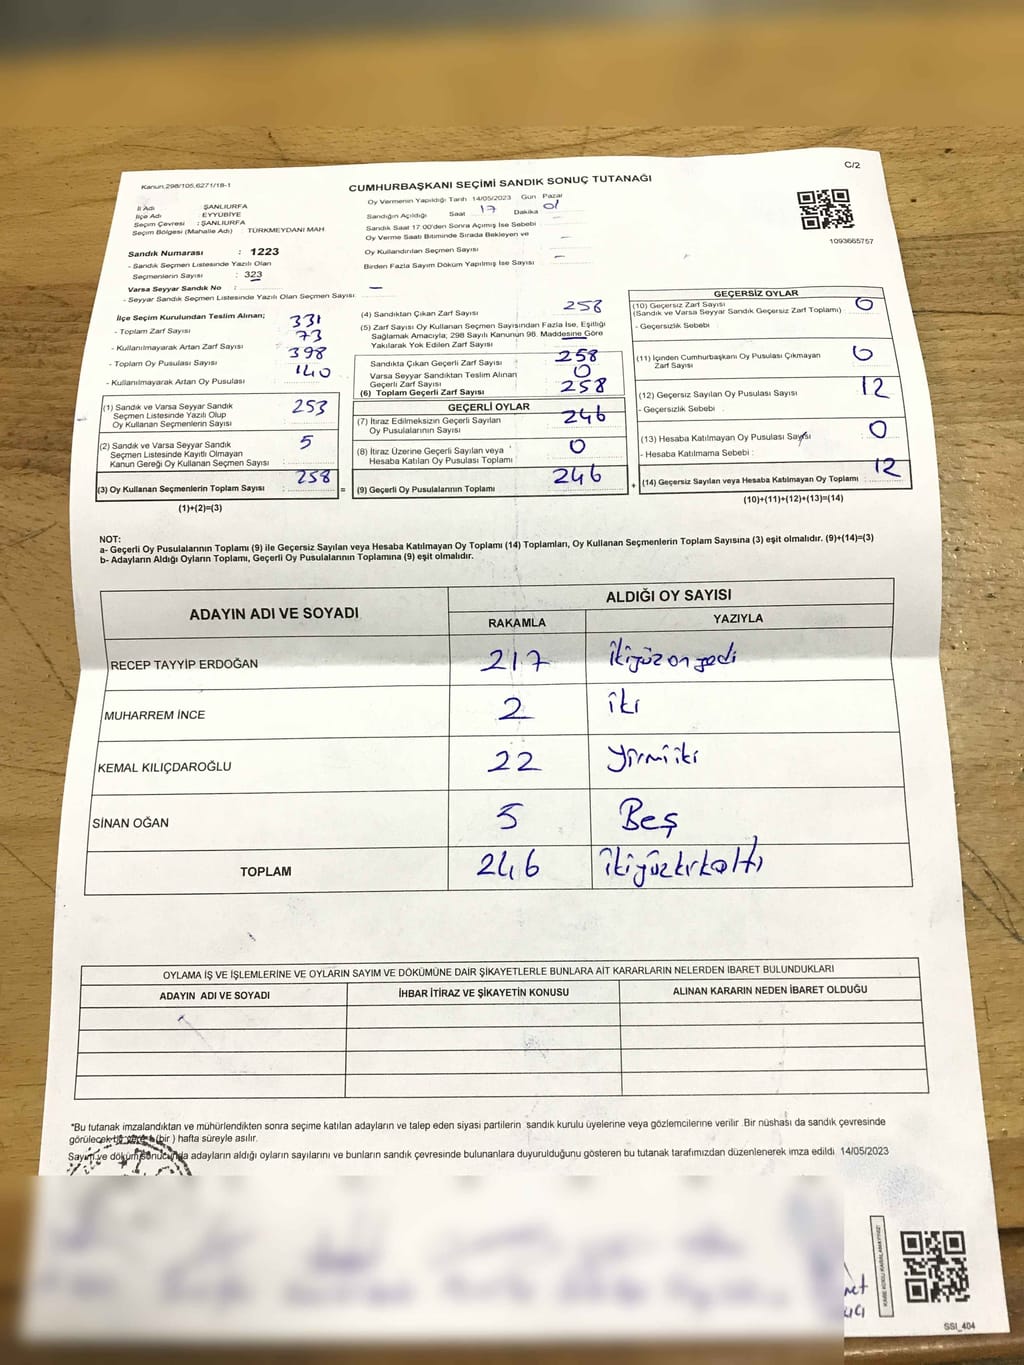 C/2
Kanun,298/105,6271/18-1
CUMHURBAŞKANI SEÇİMİ SANDIK SONUÇ TUTANAĞI
İl Adı ŞANLIURFA
İlçe Adı : EYYUBİYE
Seçim Çevresi : ŞANLIURFA
Seçim Bölgesi (Mahalle Adı) : TÜRKMEYDANI MAH.
Sandık Numarası : 1223
- Sandık Seçmen Listesinde Yazılı Olan
Seçmenlerin Sayısı : 323
Varsa Seyyar Sandık No : —
- Seyyar Sandık Seçmen Listesinde Yazılı Olan Seçmen Sayısı
Oy Vermenin Yapıldığı Tarih 14/05/2023 Gün Pazar
Sandığın Açıldığı Saat 17 Dakika 01
Sandık Saat 17:00'den Sonra Açımış İse Sebebi —
Oy Verme Saati Bitiminde Sırada Bekleyen ve
Oy Kullandırılan Seçmen Sayısı —
Birden Fazla Sayım Döküm Yapılmış İse Sayısı —
1093665757
İlçe Seçim Kurulundan Teslim Alınan;
- Toplam Zarf Sayısı 331
- Kullanılmayarak Artan Zarf Sayısı 73
- Toplam Oy Pusulası Sayısı 398
- Kullanılmayarak Artan Oy Pusulası 140
(1) Sandık ve Varsa Seyyar Sandık
Seçmen Listesinde Yazılı Olup
Oy Kullanan Seçmenlerin Sayısı 253
(2) Sandık ve Varsa Seyyar Sandık
Seçmen Listesinde Kayıtlı Olmayan
Kanun Gereği Oy Kullanan Seçmen Sayısı 5
(3) Oy Kullanan Seçmenlerin Toplam Sayısı : 258 =
(1)+(2)=(3)
(4) Sandıktan Çıkan Zarf Sayısı 258
(5) Zarf Sayısı Oy Kullanan Seçmen Sayısından Fazla İse, Eşitliği
Sağlamak Amacıyla; 298 Sayılı Kanunun 98. Maddesine Göre
Yakılarak Yok Edilen Zarf Sayısı —
Sandıkta Çıkan Geçerli Zarf Sayısı 258
Varsa Seyyar Sandıktan Teslim Alınan
Geçerli Zarf Sayısı 0
(6) Toplam Geçerli Zarf Sayısı 258
GEÇERLİ OYLAR
(7) İtiraz Edilmeksizin Geçerli Sayılan
Oy Pusulalarının Sayısı 246
(8) İtiraz Üzerine Geçerli Sayılan veya
Hesaba Katılan Oy Pusulası Toplamı 0
(9) Geçerli Oy Pusulalarının Toplamı 246 +
GEÇERSİZ OYLAR
(10) Geçersiz Zarf Sayısı
(Sandık ve Varsa Seyyar Sandık Geçersiz Zarf Toplamı) 0
- Geçersizlik Sebebi
(11) İçinden Cumhurbaşkanı Oy Pusulası Çıkmayan
Zarf Sayısı 0
(12) Geçersiz Sayılan Oy Pusulası Sayısı 12
- Geçersizlik Sebebi
(13) Hesaba Katılmayan Oy Pusulası Sayısı 0
- Hesaba Katılmama Sebebi :
(14) Geçersiz Sayılan veya Hesaba Katılmayan Oy Toplamı 12
(10)+(11)+(12)+(13)=(14)
NOT:
a- Geçerli Oy Pusulalarının Toplamı (9) ile Geçersiz Sayılan veya Hesaba Katılmayan Oy Toplamı (14) Toplamları, Oy Kullanan Seçmenlerin Toplam Sayısına (3) eşit olmalıdır. (9)+(14)=(3)
b- Adayların Aldığı Oyların Toplamı, Geçerli Oy Pusulalarının Toplamına (9) eşit olmalıdır.
ADAYIN ADI VE SOYADI ALDIĞI OY SAYISI
RAKAMLA YAZIYLA
RECEP TAYYİP ERDOĞAN 217 ikiyüzonyedi
MUHARREM İNCE 2 iki
KEMAL KILIÇDAROĞLU 22 yirmiiki
SİNAN OĞAN 5 Beş
TOPLAM 246 ikiyüzkırkaltı
OYLAMA İŞ VE İŞLEMLERİNE VE OYLARIN SAYIM VE DÖKÜMÜNE DAİR ŞİKAYETLERLE BUNLARA AİT KARARLARIN NELERDEN İBARET BULUNDUKLARI
ADAYIN ADI VE SOYADI İHBAR İTİRAZ VE ŞİKAYETİN KONUSU ALINAN KARARIN NEDEN İBARET OLDUĞU
*Bu tutanak imzalandıktan ve mühürlendikten sonra seçime katılan adayların ve talep eden siyasi partilerin sandık kurulu üyelerine veya gözlemcilerine verilir. Bir nüshası da sandık çevresinde
görülecek bir yere 1 (bir ) hafta süreyle asılır.
Sayım ve döküm sonucunda adayların aldığı oyların sayılarını ve bunların sandık çevresinde bulunanlara duyurulduğunu gösteren bu tutanak tarafımızdan düzenlenerek imza edildi. 14/05/2023
KARE KODU KARALAMAYINIZ!
SSI_404